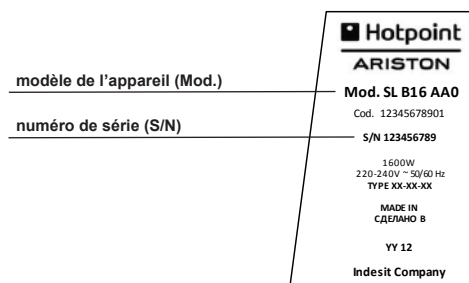 Hotpoint
ARISTON
modèle de l'appareil (Mod.)
Mod. SL B16 AA0
Cod. 12345678901
numéro de série (S/N)
S/N 123456789
1600W
220-240V ~ 50/60 Hz
TYPE XX-XX-XX
MADE IN
СДЕЛАНО В
YY 12
Indesit Company